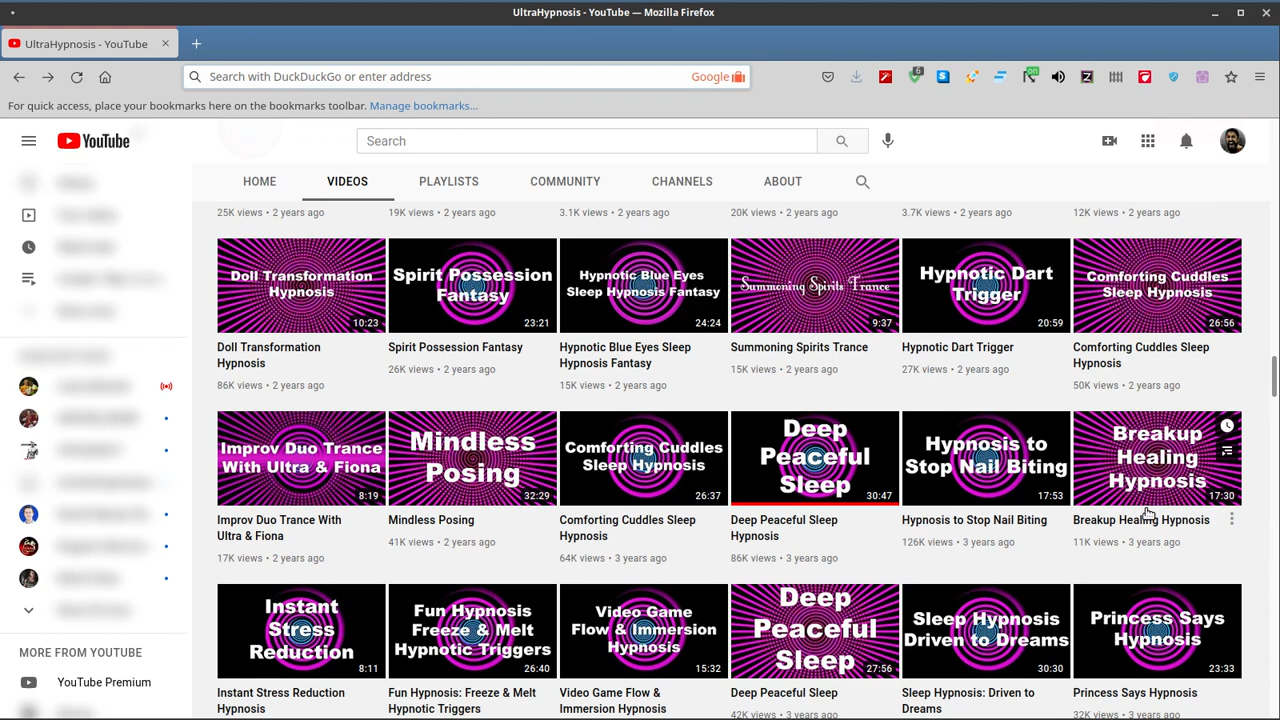 UltraHypnosis - YouTube — Mozilla Firefox
UltraHypnosis - YouTube
Search with DuckDuckGo or enter address
Google
6
on
For quick access, place your bookmarks here on the bookmarks toolbar. Manage bookmarks...
YouTube
Search
HOME
VIDEOS
PLAYLISTS
COMMUNITY
CHANNELS
ABOUT
25K views • 2 years ago
19K views • 2 years ago
3.1K views • 2 years ago
20K views • 2 years ago
3.7K views • 2 years ago
12K views • 2 years ago
Doll Transformation
Hypnosis
10:23
Spirit Possession
Fantasy
23:21
Hypnotic Blue Eyes
Sleep Hypnosis Fantasy
24:24
Summoning Spirits Trance
9:37
Hypnotic Dart
Trigger
20:59
Comforting Cuddles
Sleep Hypnosis
26:56
Doll Transformation
Hypnosis
86K views • 2 years ago
Spirit Possession Fantasy
26K views • 2 years ago
Hypnotic Blue Eyes Sleep
Hypnosis Fantasy
15K views • 2 years ago
Summoning Spirits Trance
15K views • 2 years ago
Hypnotic Dart Trigger
27K views • 2 years ago
Comforting Cuddles Sleep
Hypnosis
50K views • 2 years ago
Improv Duo Trance
With Ultra & Fiona
8:19
Mindless
Posing
32:29
Comforting Cuddles
Sleep Hypnosis
26:37
Deep
Peaceful
Sleep
30:47
Hypnosis to
Stop Nail Biting
17:53
Breakup
Healing
Hypnosis
17:30
Improv Duo Trance With
Ultra & Fiona
17K views • 2 years ago
Mindless Posing
41K views • 2 years ago
Comforting Cuddles Sleep
Hypnosis
64K views • 3 years ago
Deep Peaceful Sleep
Hypnosis
86K views • 3 years ago
Hypnosis to Stop Nail Biting
126K views • 3 years ago
Breakup Healing Hypnosis
11K views • 3 years ago
Instant
Stress
Reduction
8:11
Fun Hypnosis
Freeze & Melt
Hypnotic Triggers
26:40
Video Game
Flow & Immersion
Hypnosis
15:32
Deep
Peaceful
Sleep
27:56
Sleep Hypnosis
Driven to Dreams
30:30
Princess Says
Hypnosis
23:33
Instant Stress Reduction
Hypnosis
Fun Hypnosis: Freeze & Melt
Hypnotic Triggers
Video Game Flow &
Immersion Hypnosis
Deep Peaceful Sleep
42K views • 3 years ago
Sleep Hypnosis: Driven to
Dreams
Princess Says Hypnosis
32K views • 3 years ago
MORE FROM YOUTUBE
YouTube Premium